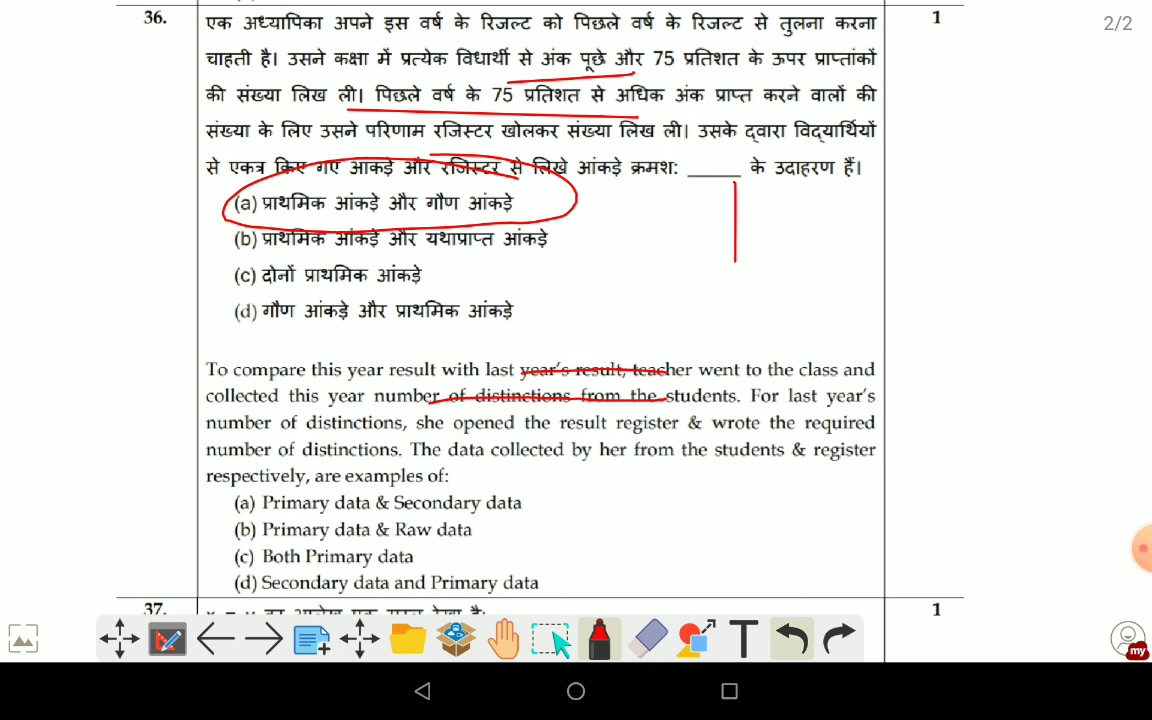 2/2
36.
1
एक अध्यापिका अपने इस वर्ष के रिजल्ट को पिछले वर्ष के रिजल्ट से तुलना करना
चाहती है। उसने कक्षा में प्रत्येक विधार्थी से अंक पूछे और 75 प्रतिशत के ऊपर प्राप्तांकों
की संख्या लिख ली। पिछले वर्ष के 75 प्रतिशत से अधिक अंक प्राप्त करने वालों की
संख्या के लिए उसने परिणाम रजिस्टर खोलकर संख्या लिख ली। उसके द्वारा विद्यार्थियों
से एकत्र किए गए आंकड़े और रजिस्टर से लिखे आंकड़े क्रमश: ______ के उदाहरण हैं।
(a) प्राथमिक आंकड़े और गौण आंकड़े
(b) प्राथमिक आंकड़े और यथाप्राप्त आंकड़े
(c) दोनों प्राथमिक आंकड़े
(d) गौण आंकड़े और प्राथमिक आंकड़े
To compare this year result with last year's result, teacher went to the class and
collected this year number of distinctions from the students. For last year's
number of distinctions, she opened the result register & wrote the required
number of distinctions. The data collected by her from the students & register
respectively, are examples of:
(a) Primary data & Secondary data
(b) Primary data & Raw data
(c) Both Primary data
(d) Secondary data and Primary data
37.
1
T
my